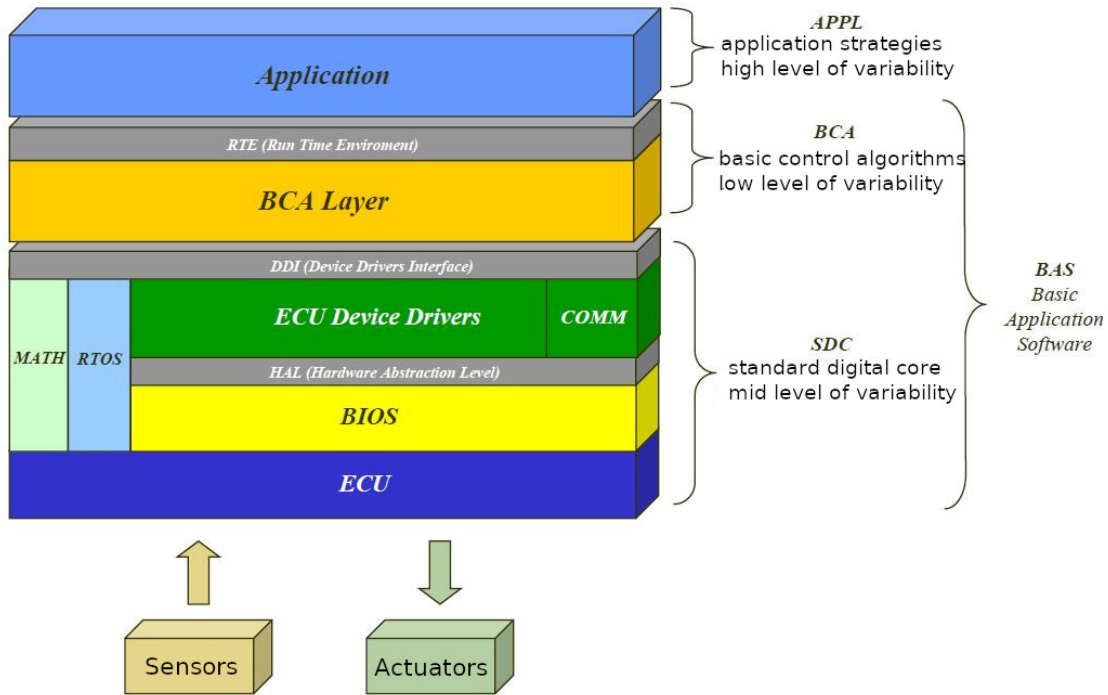 APPL
application strategies
high level of variability
Application
RTE (Run Time Enviroment)
BCA
basic control algorithms
low level of variability
BCA Layer
DDI (Device Drivers Interface)
MATH
RTOS
ECU Device Drivers
COMM
HAL (Hardware Abstraction Level)
BIOS
ECU
SDC
standard digital core
mid level of variability
BAS
Basic
Application
Software
Sensors
Actuators